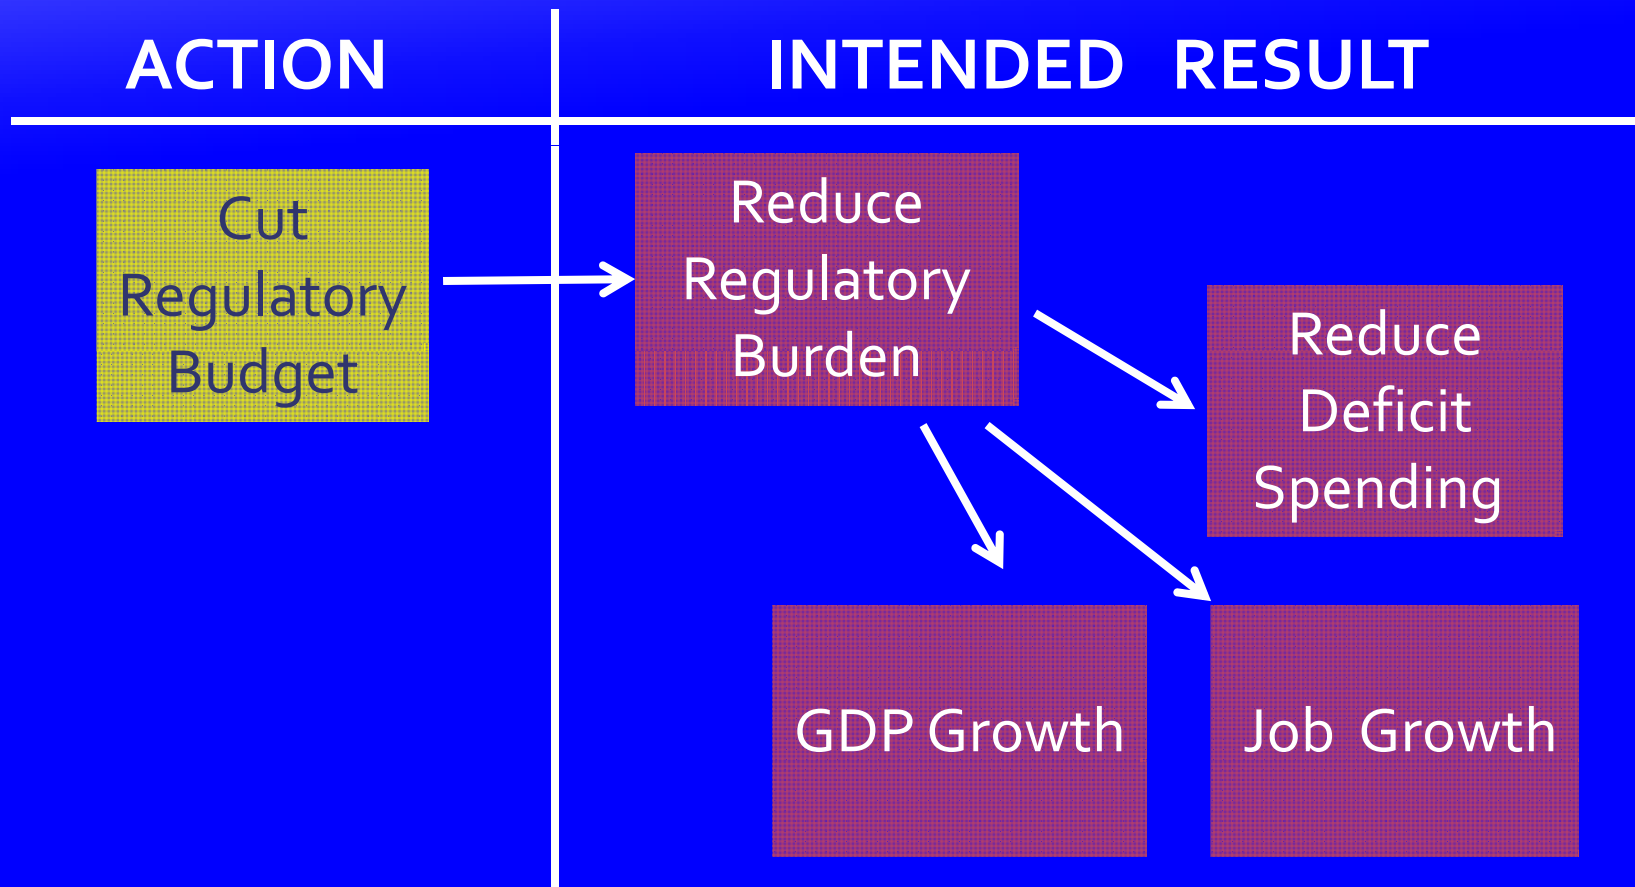 ACTION
INTENDED RESULT
Cut
Regulatory
Budget
Reduce
Regulatory
Burden
Reduce
Deficit
Spending
GDP Growth
Job Growth